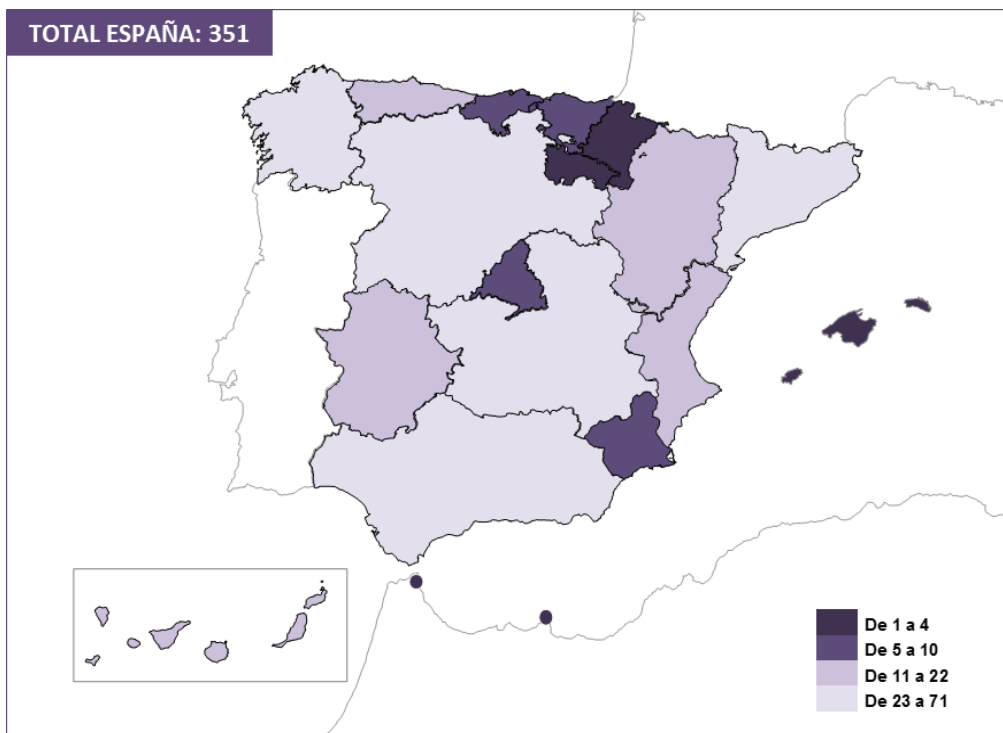 TOTAL ESPAÑA: 351
De 1 a 4
De 5 a 10
De 11 a 22
De 23 a 71